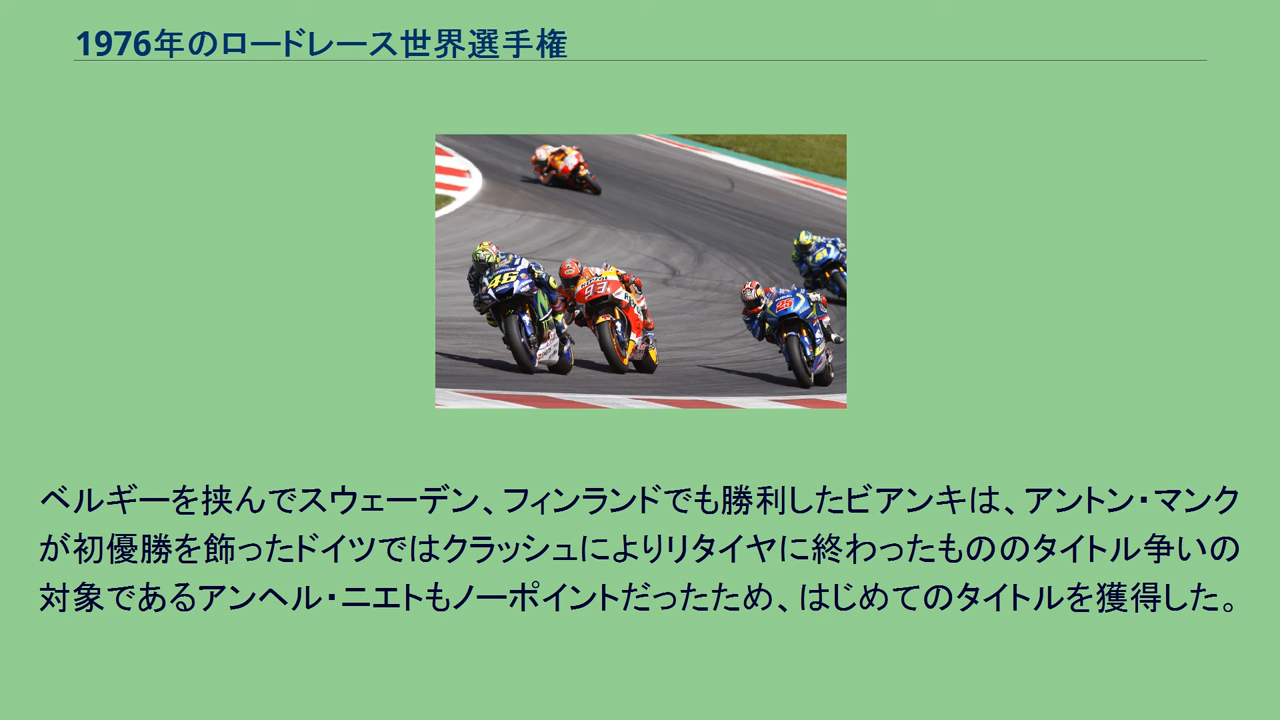 1976年のロードレース世界選手権
46
93
25
ベルギーを挟んでスウェーデン、フィンランドでも勝利したビアンキは、アントン・マンク
が初優勝を飾ったドイツではクラッシュによりリタイヤに終わったもののタイトル争いの
対象であるアンヘル・ニエトもノーポイントだったため、はじめてのタイトルを獲得した。